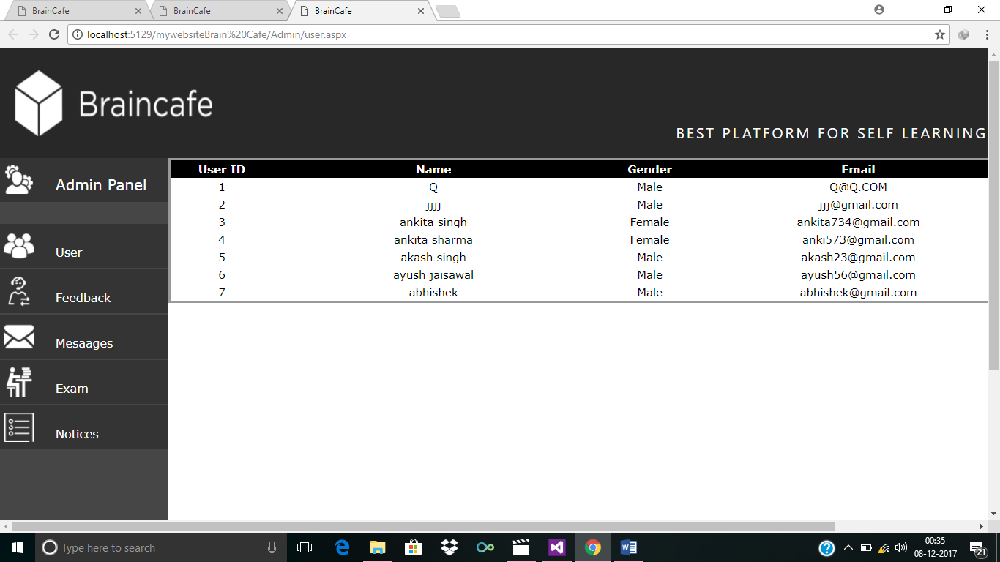 BrainCafe
BrainCafe
BrainCafe
localhost:5129/mywebsiteBrain%20Cafe/Admin/user.aspx
Braincafe
BEST PLATFORM FOR SELF LEARNING
Admin Panel
User
Feedback
Mesaages
Exam
Notices
User ID Name Gender Email
1 Q Male Q@Q.COM
2 jjjj Male jjj@gmail.com
3 ankita singh Female ankita734@gmail.com
4 ankita sharma Female anki573@gmail.com
5 akash singh Male akash23@gmail.com
6 ayush jaisawal Male ayush56@gmail.com
7 abhishek Male abhishek@gmail.com
Type here to search
00:35
08-12-2017
21